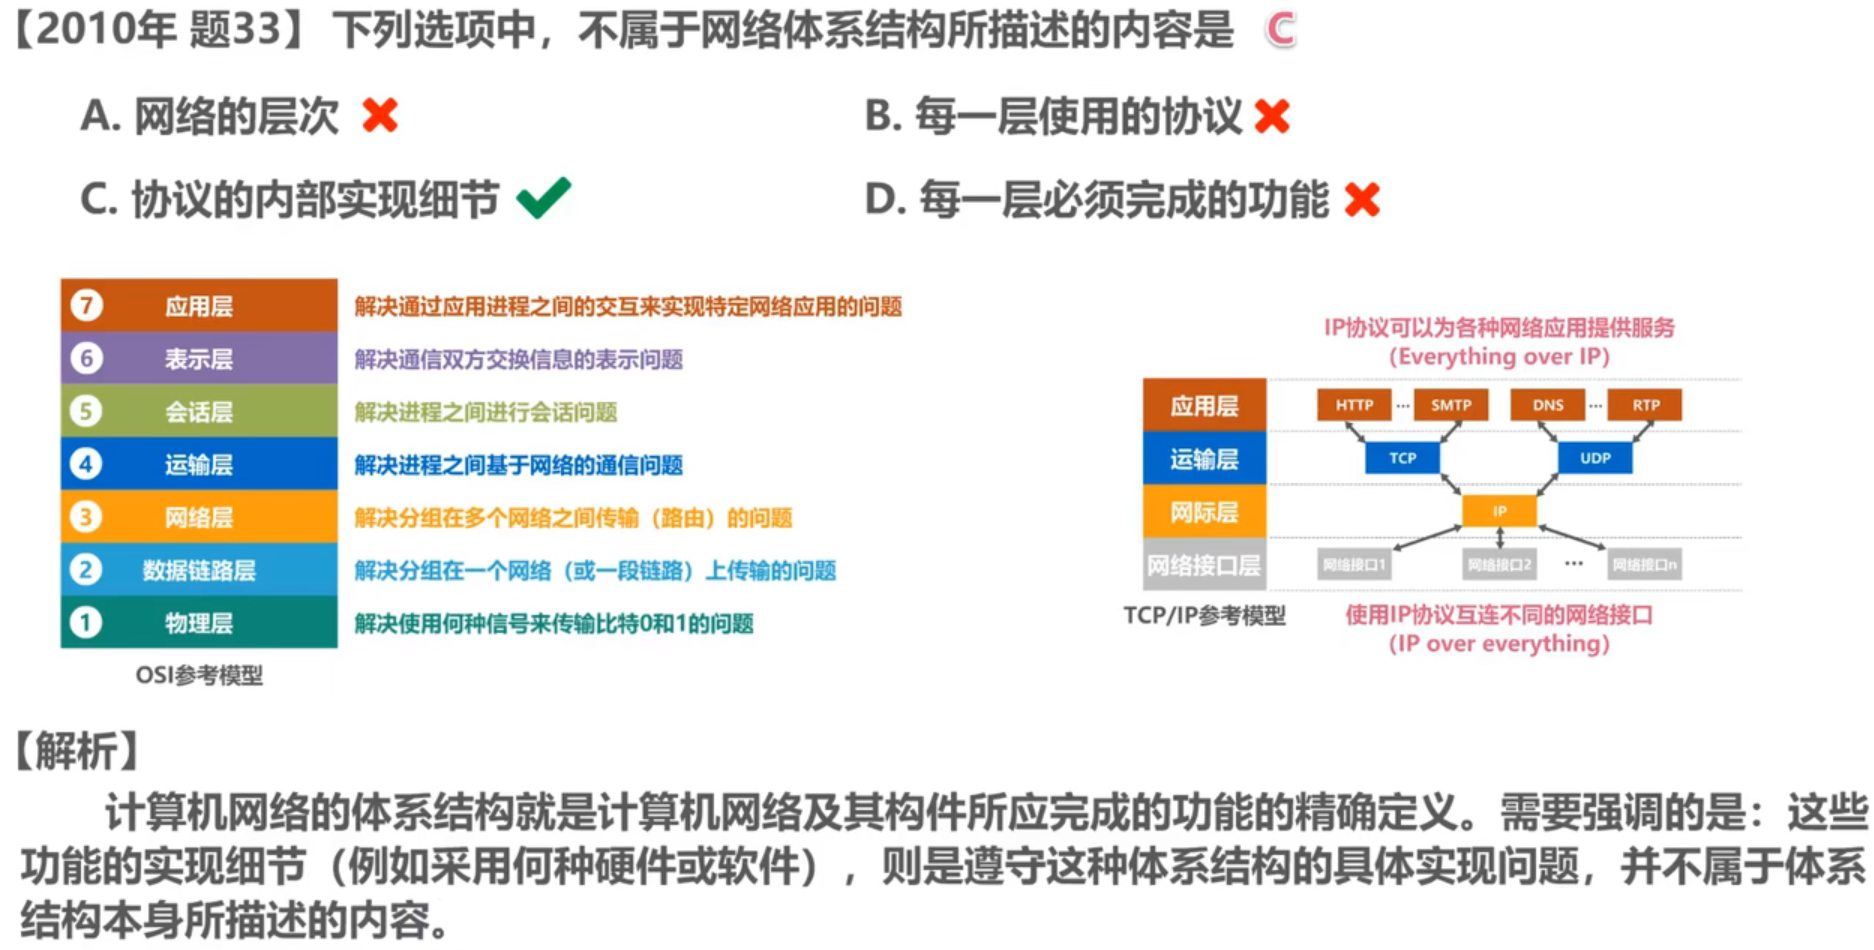 【2010年 题33】下列选项中，不属于网络体系结构所描述的内容是 C
A. 网络的层次
B. 每一层使用的协议
C. 协议的内部实现细节
D. 每一层必须完成的功能
7 应用层 解决通过应用进程之间的交互来实现特定网络应用的问题
6 表示层 解决通信双方交换信息的表示问题
5 会话层 解决进程之间进行会话问题
4 运输层 解决进程之间基于网络的通信问题
3 网络层 解决分组在多个网络之间传输（路由）的问题
2 数据链路层 解决分组在一个网络（或一段链路）上传输的问题
1 物理层 解决使用何种信号来传输比特0和1的问题
OSI参考模型
IP协议可以为各种网络应用提供服务
（Everything over IP）
应用层 HTTP ··· SMTP DNS ··· RTP
运输层 TCP UDP
网际层 IP
网络接口层 网络接口1 网络接口2 ··· 网络接口n
TCP/IP参考模型
使用IP协议互连不同的网络接口
（IP over everything）
【解析】
计算机网络的体系结构就是计算机网络及其构件所应完成的功能的精确定义。需要强调的是：这些
功能的实现细节（例如采用何种硬件或软件），则是遵守这种体系结构的具体实现问题，并不属于体系
结构本身所描述的内容。